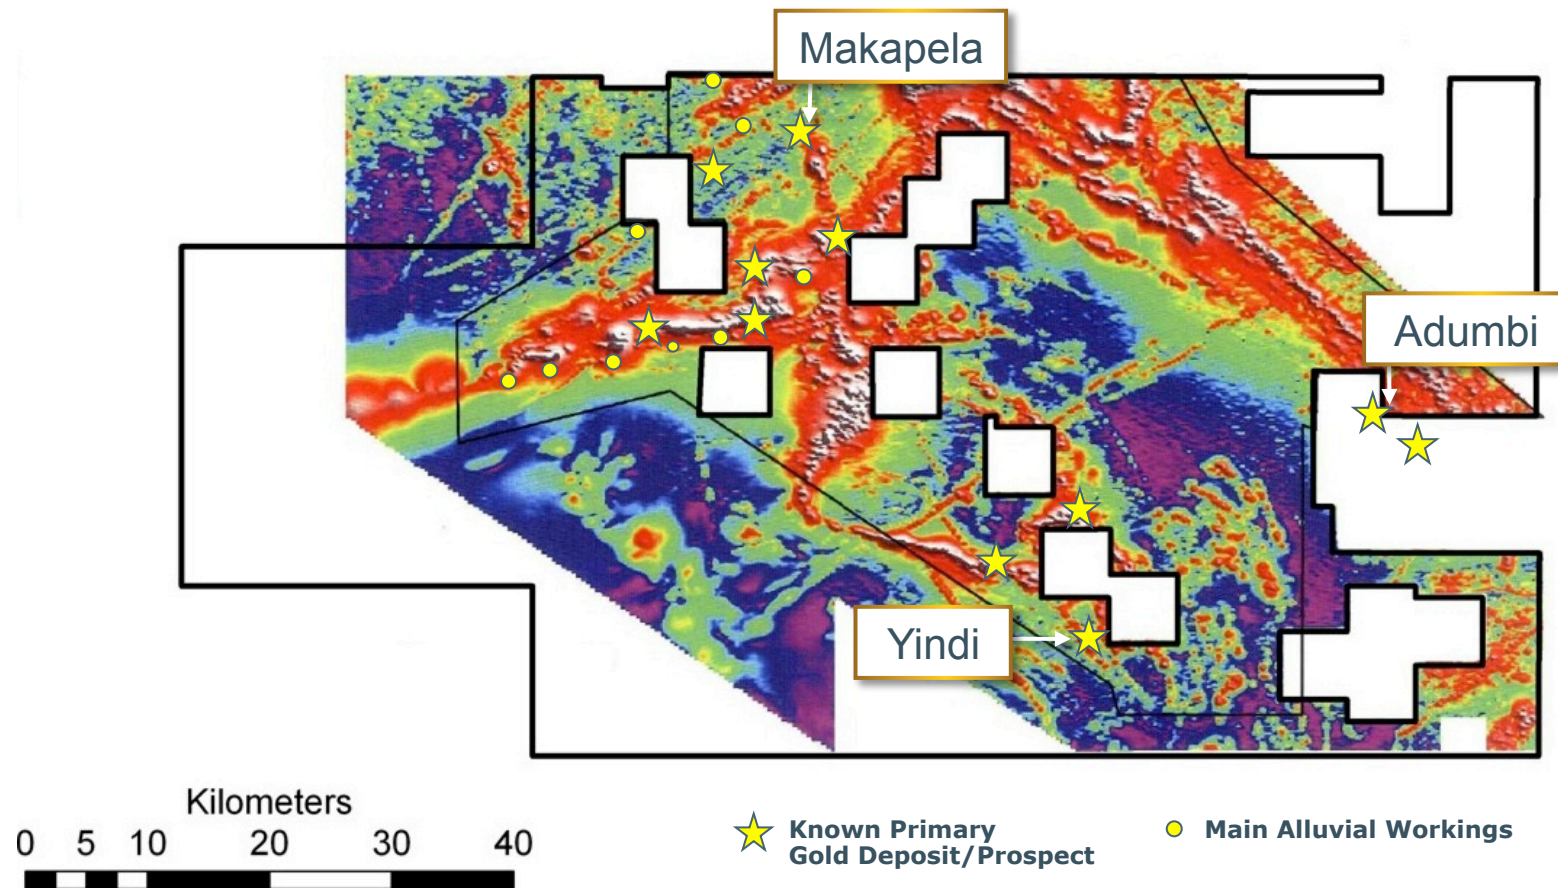 Makapela
Adumbi
Yindi
Kilometers
0 5 10 20 30 40
Known Primary
Gold Deposit/Prospect
Main Alluvial Workings